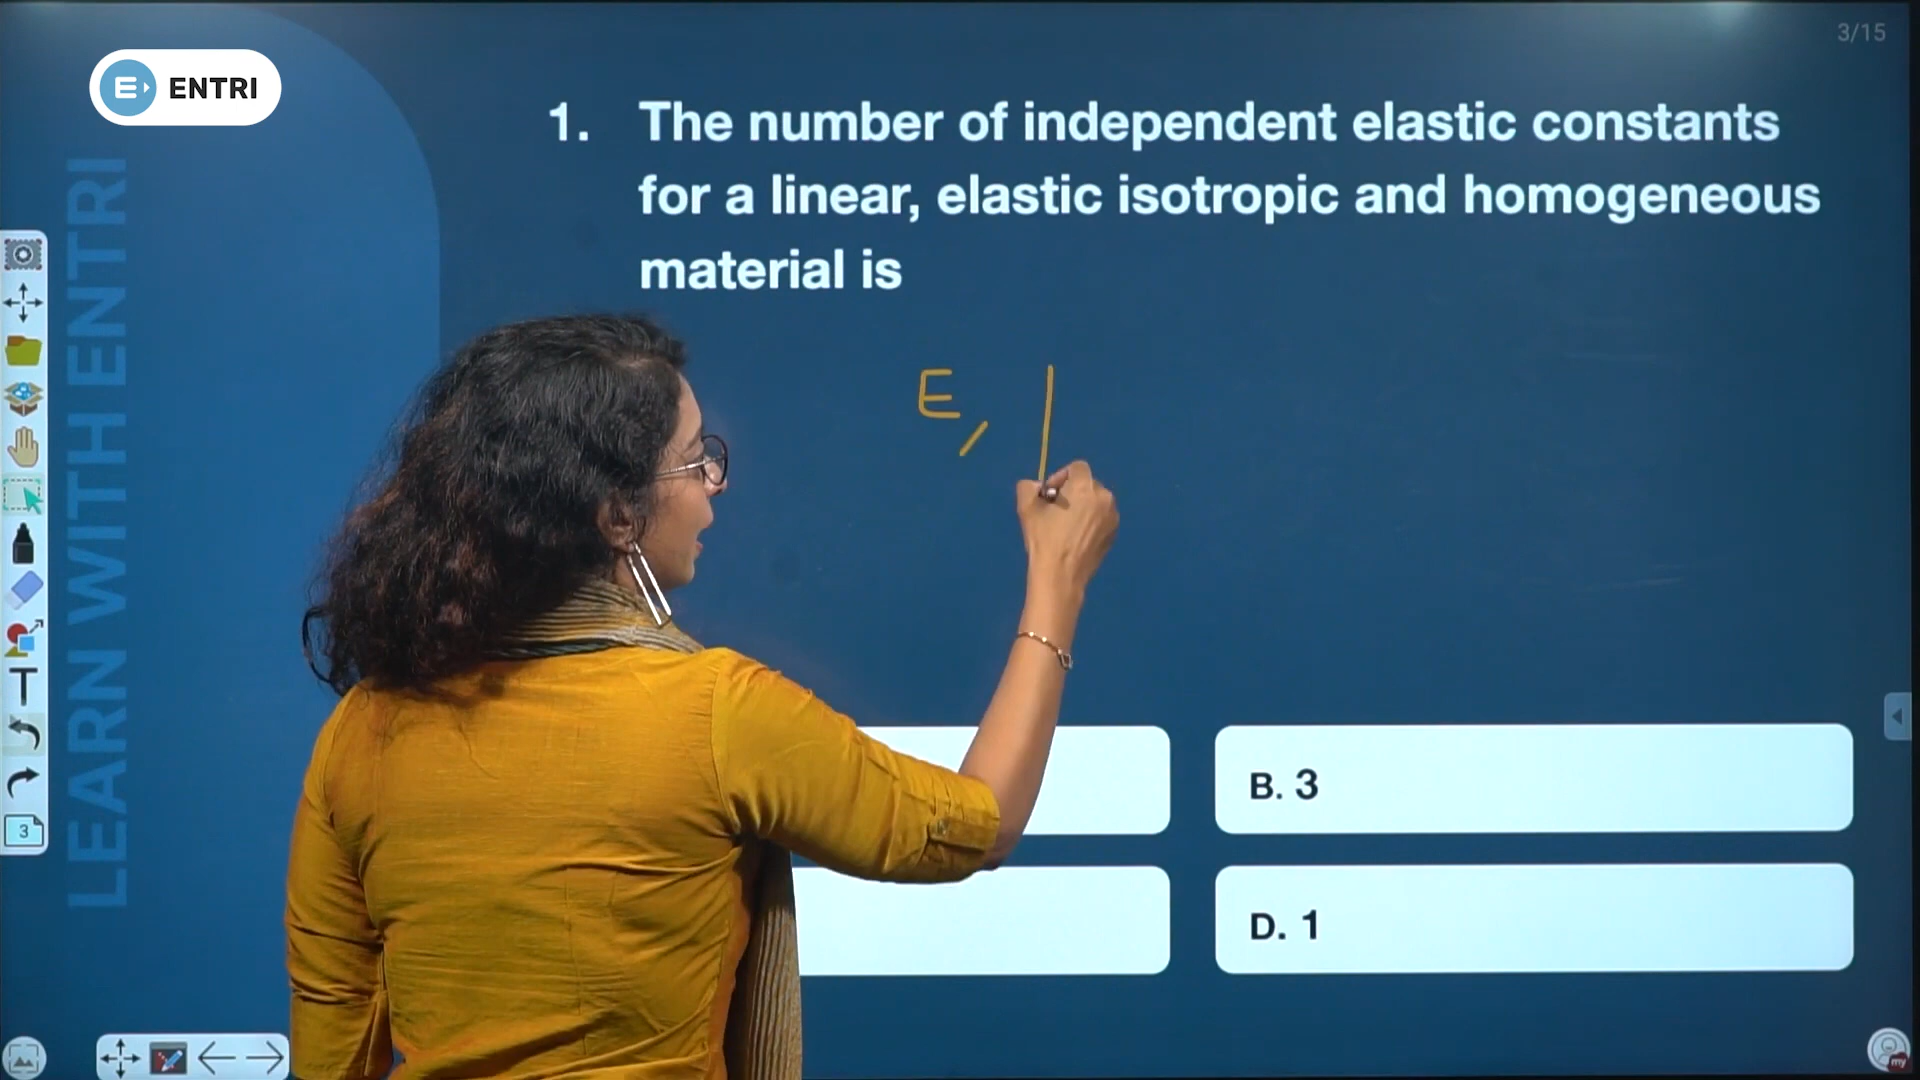 3/15
ENTRI
1. The number of independent elastic constants
for a linear, elastic isotropic and homogeneous
material is
E,
B. 3
D. 1
LEARN WITH ENTRI
T
3
my